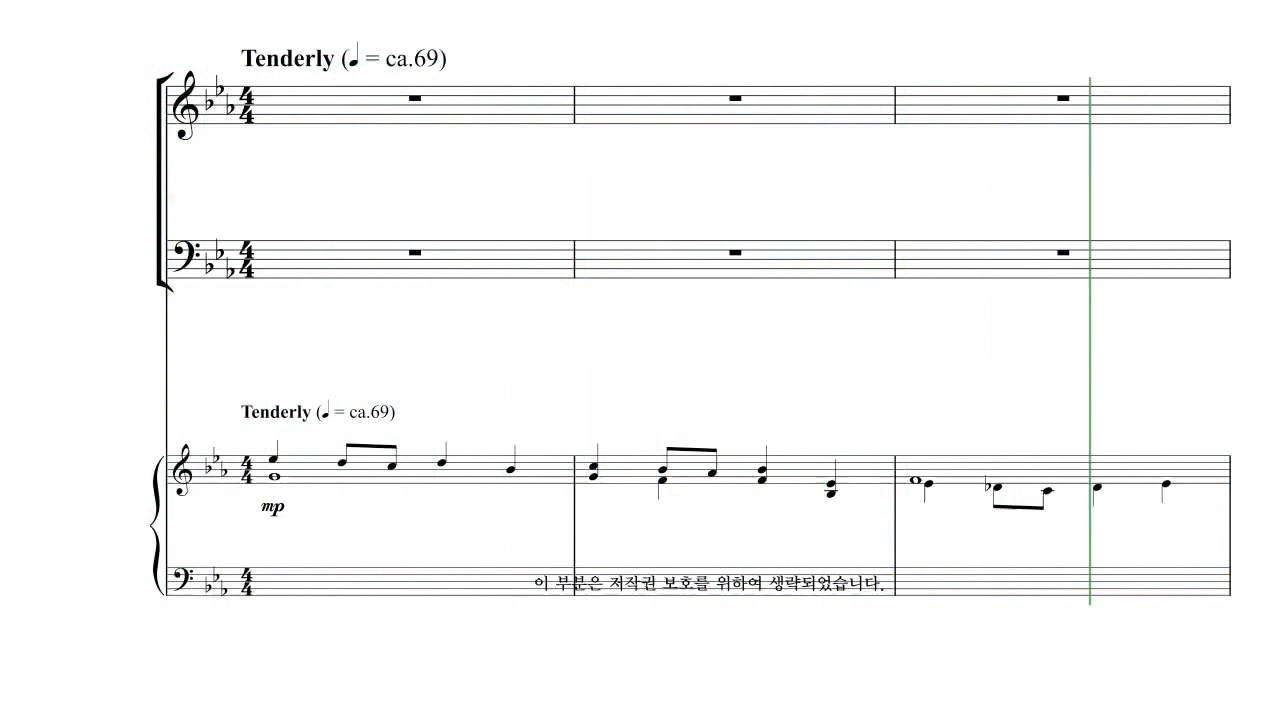 Tenderly (♩ = ca.69)
Tenderly (♩ = ca.69)
mp
이 부분은 저작권 보호를 위하여 생략되었습니다.